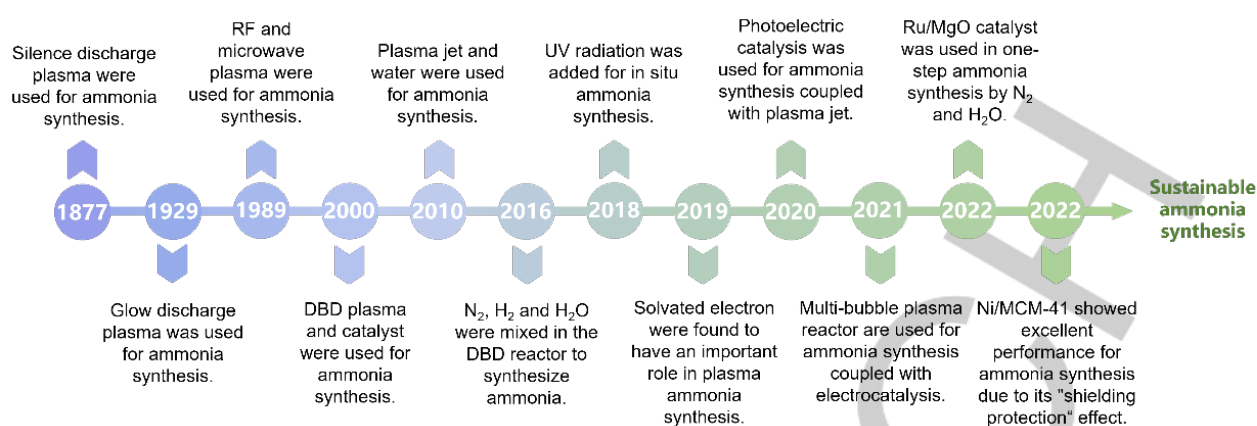 Silence discharge
plasma were
used for ammonia
synthesis.
RF and
microwave
plasma were
used for ammonia
synthesis.
Plasma jet and
water were used
for ammonia
synthesis.
UV radiation was
added for in situ
ammonia
synthesis.
Photoelectric
catalysis was
used for ammonia
synthesis coupled
with plasma jet.
Ru/MgO catalyst
was used in one-
step ammonia
synthesis by N₂
and H₂O.
1877 1929 1989 2000 2010 2016 2018 2019 2020 2021 2022 2022
Sustainable
ammonia
synthesis
Glow discharge
plasma was used
for ammonia
synthesis.
DBD plasma
and catalyst
were used for
ammonia
synthesis.
N₂, H₂ and H₂O
were mixed in the
DBD reactor to
synthesize
ammonia.
Solvated electron
were found to
have an important
role in plasma
ammonia
synthesis.
Multi-bubble plasma
reactor are used for
ammonia synthesis
coupled with
electrocatalysis.
Ni/MCM-41 showed
excellent
performance for
ammonia synthesis
due to its "shielding
protection“ effect.